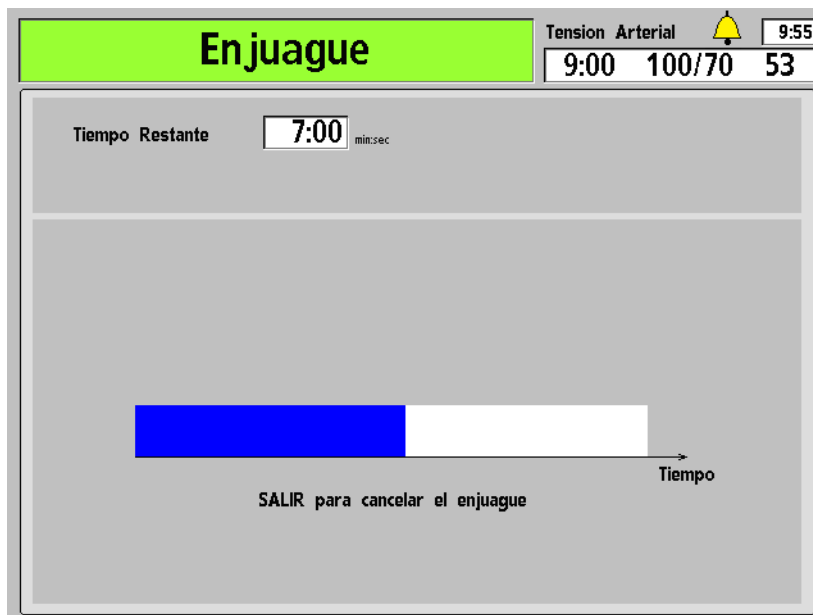 Enjuague
Tension Arterial
9:55
9:00 100/70 53
Tiempo Restante 7:00 min:sec
Tiempo
SALIR para cancelar el enjuague